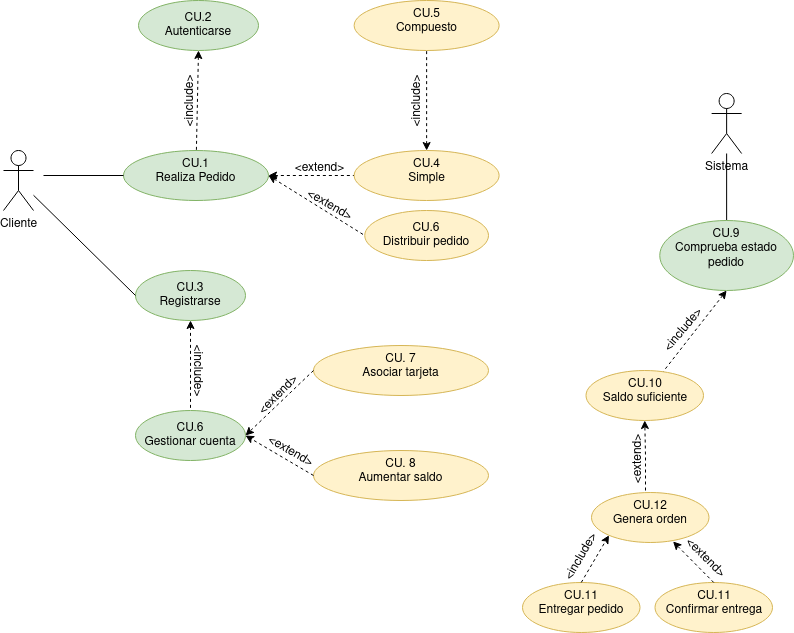 CU.2
Autenticarse
CU.5
Compuesto
<include>
<include>
CU.1
Realiza Pedido
<extend>
CU.4
Simple
<extend>
CU.6
Distribuir pedido
Cliente
Sistema
CU.9
Comprueba estado
pedido
CU.3
Registrarse
<include>
<include>
CU. 7
Asociar tarjeta
<extend>
CU.6
Gestionar cuenta
<extend>
CU. 8
Aumentar saldo
CU.10
Saldo suficiente
<extend>
CU.12
Genera orden
<include>
<extend>
CU.11
Entregar pedido
CU.11
Confirmar entrega